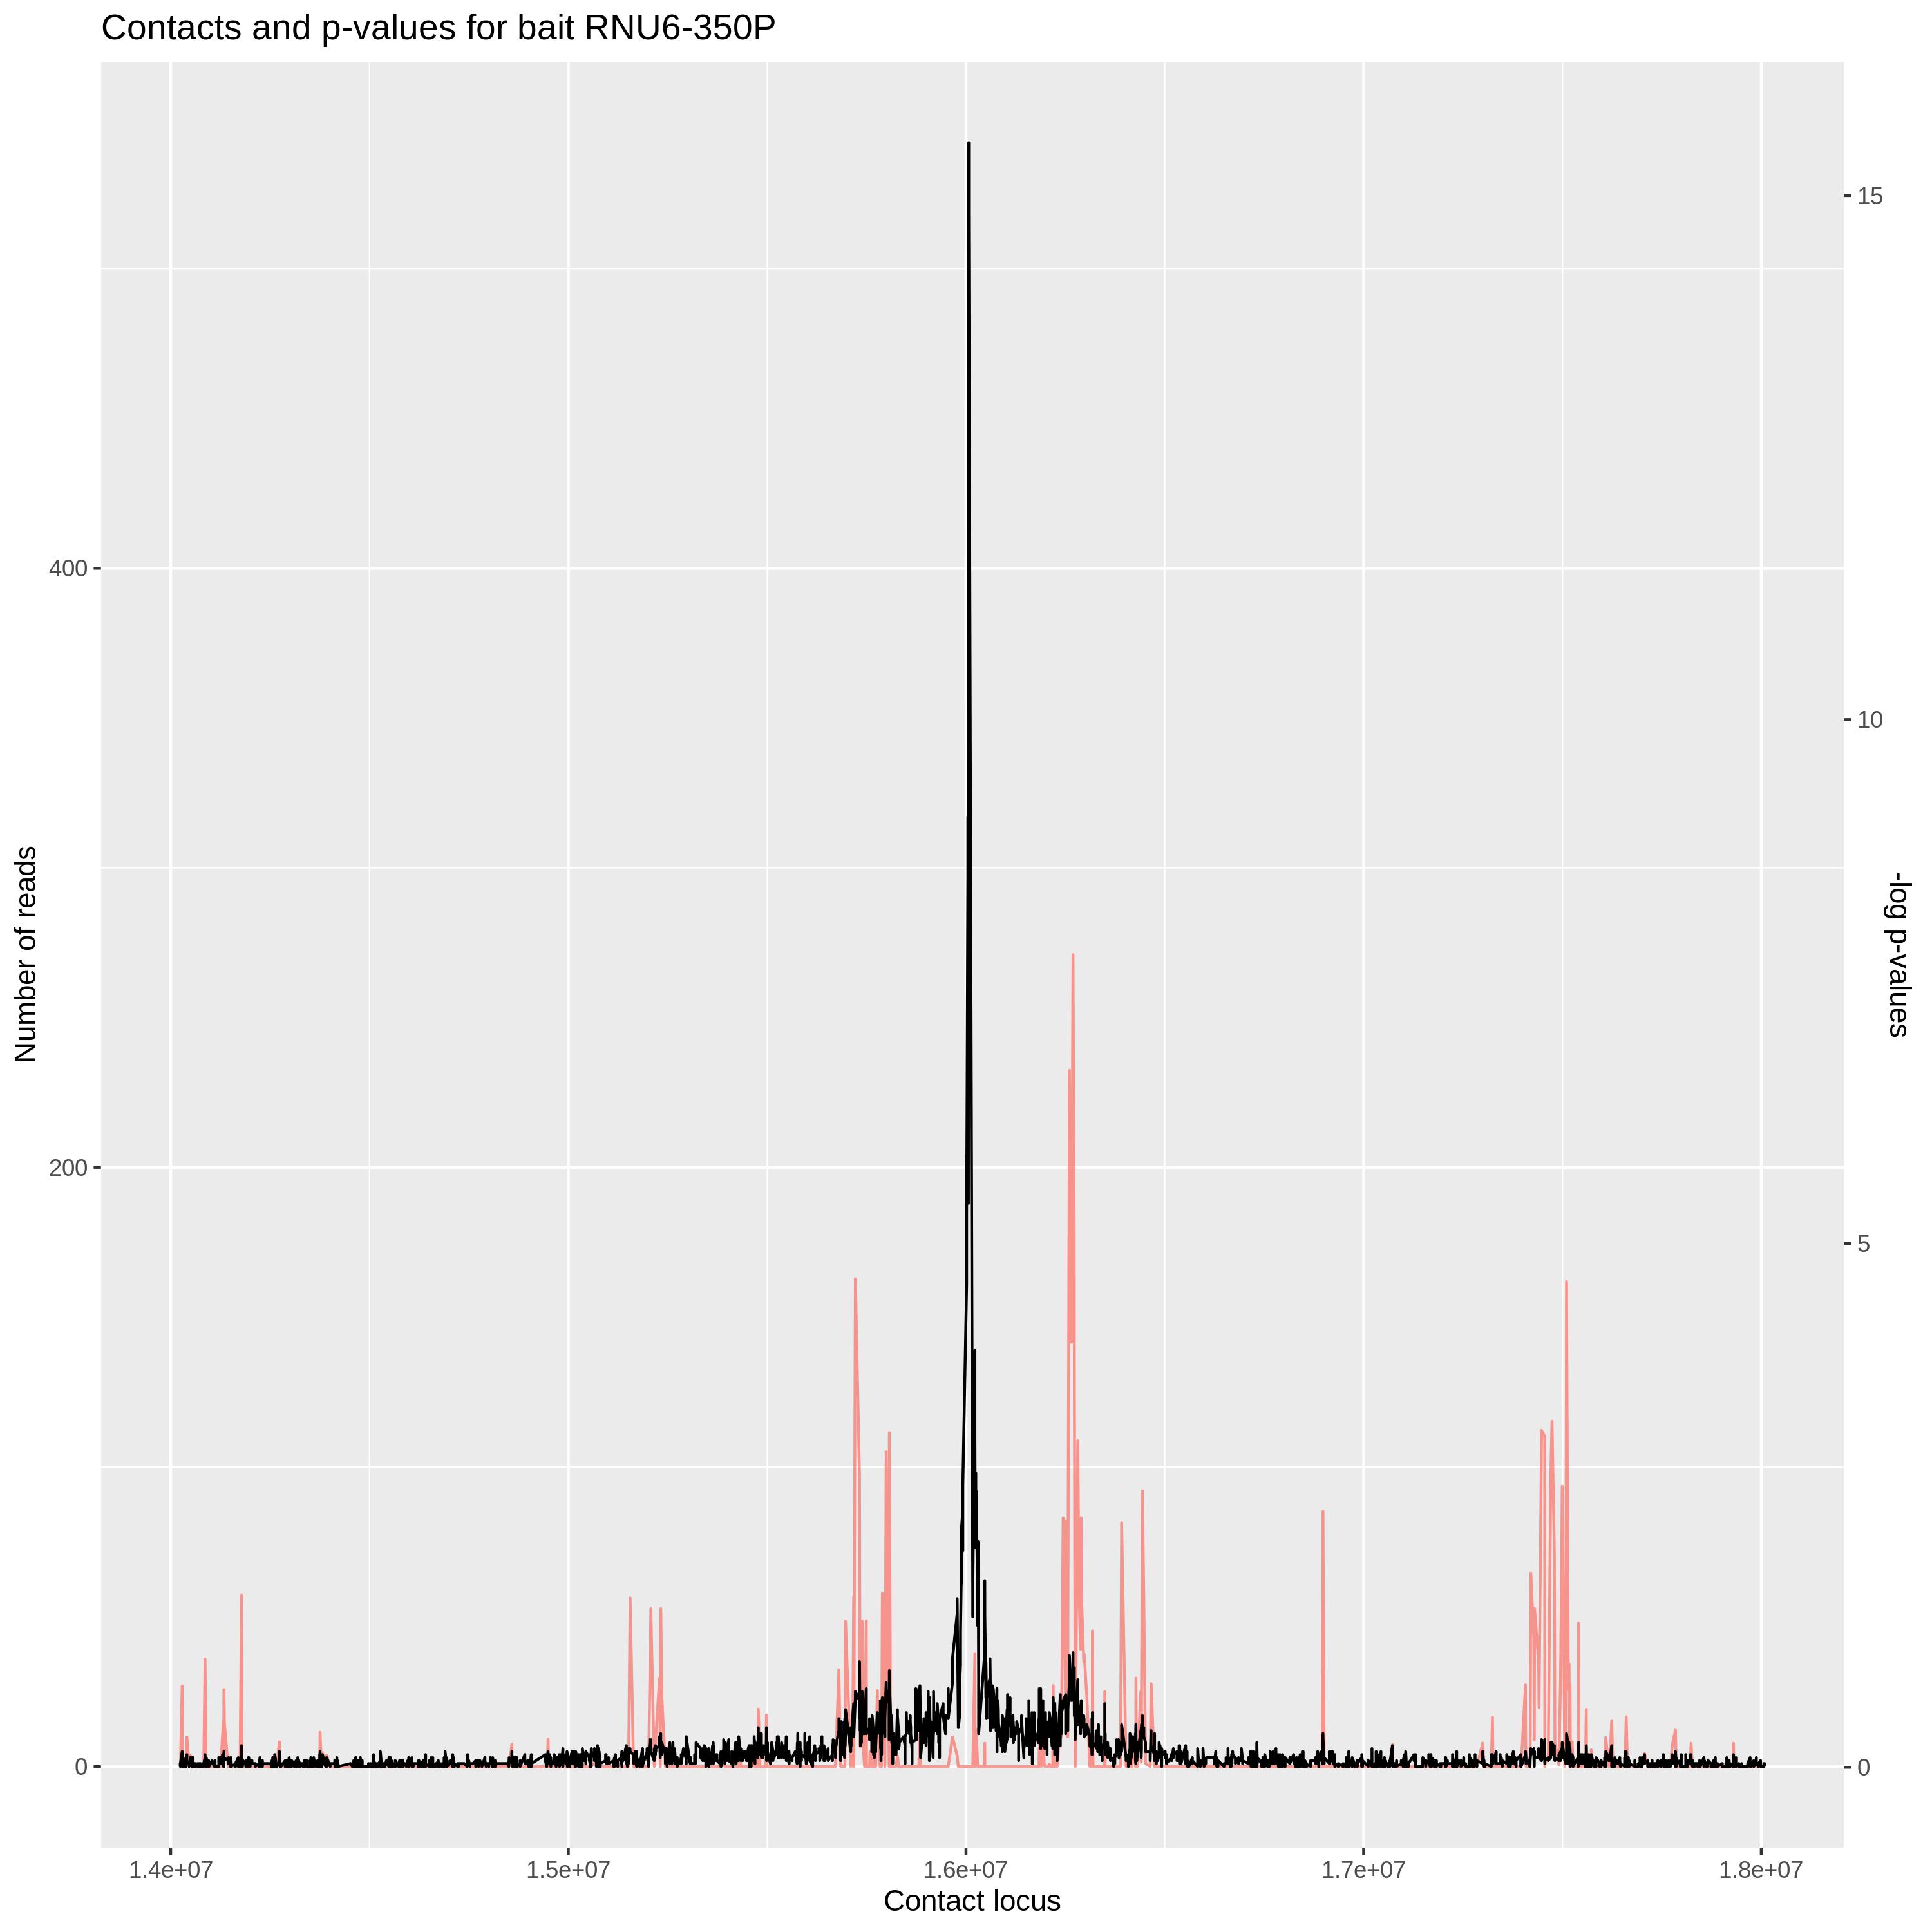 Contacts and p-values for bait RNU6-350P
Number of reads
400
200
0
15
10
5
0
-log p-values
1.4e+07
1.5e+07
1.6e+07
1.7e+07
1.8e+07
Contact locus